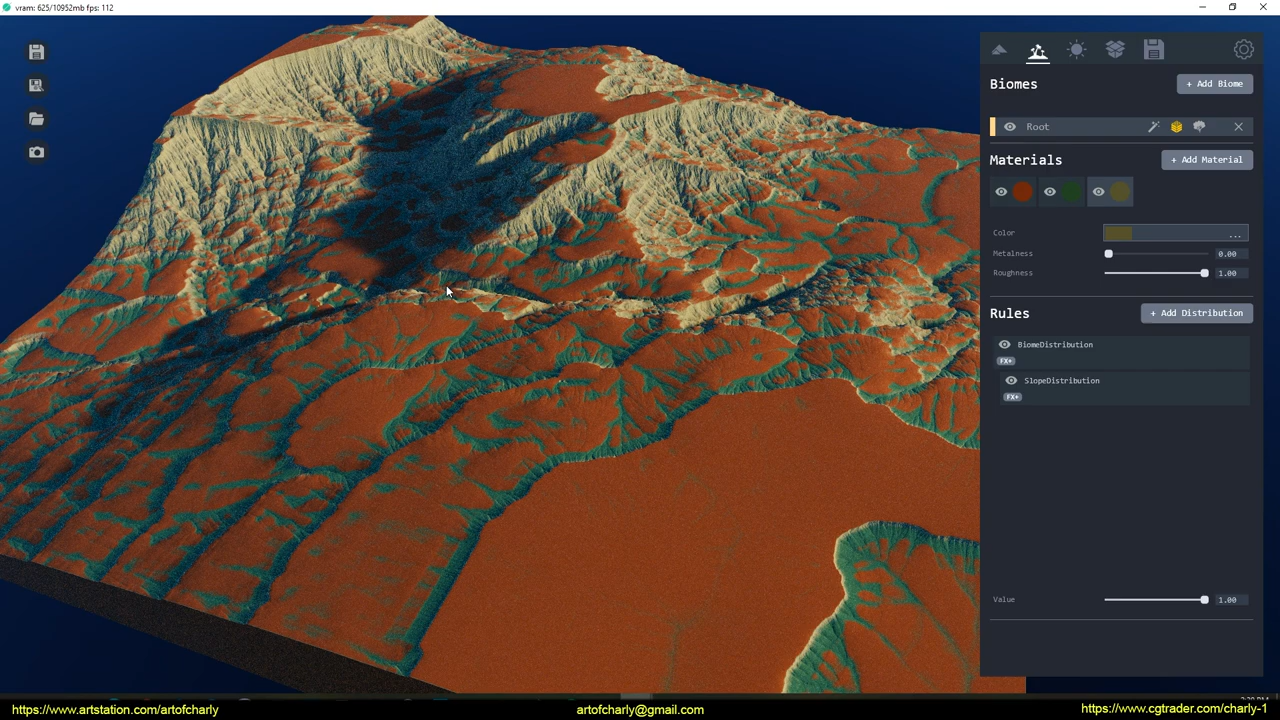 vram: 625/10952mb fps: 112
Biomes
+ Add Biome
Root
Materials
+ Add Material
Color
...
Metalness
0.00
Roughness
1.00
Rules
+ Add Distribution
BiomeDistribution
FX+
SlopeDistribution
FX+
Value
1.00
https://www.artstation.com/artofcharly
artofcharly@gmail.com
https://www.cgtrader.com/charly-1